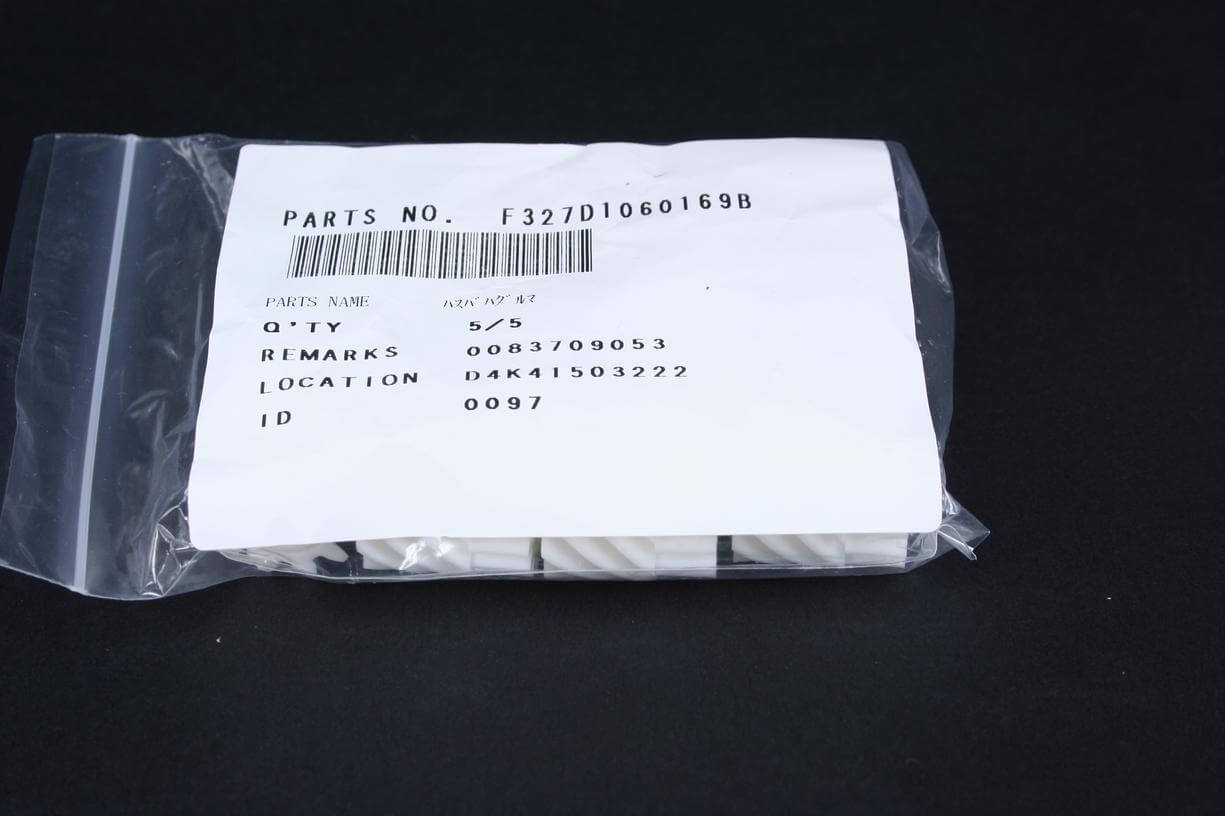 PARTS NO. F327D1060169B
PARTS NAME ﾊｽﾊﾞﾊｸﾞﾙﾏ
Q'TY 5/5
REMARKS 0083709053
LOCATION D4K41503222
ID 0097